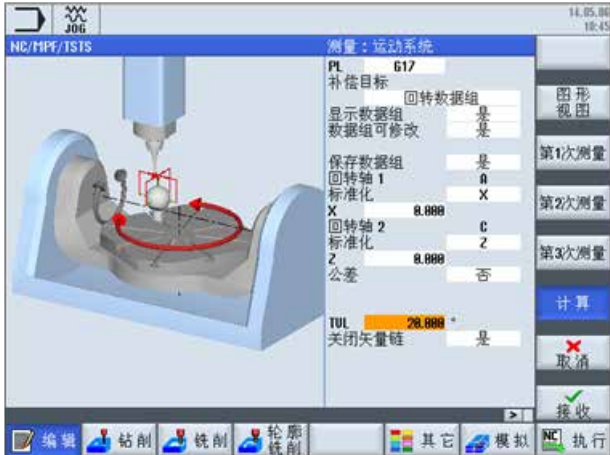 JOG
14.05.08
10:45
NC/MPF/TSTS
测量：运动系统
PL G17
补偿目标
回转数据组
显示数据组 是
数据组可修改 是
保存数据组 是
回转轴 1 A
标准化 X
X 0.000
回转轴 2 C
标准化 Z
Z 0.000
公差 否
TVL 20.000 °
关闭矢量链 是
图形视图
第1次测量
第2次测量
第3次测量
计算
取消
接收
编辑
钻削
铣削
轮廓铣削
其它
模拟
NC 执行